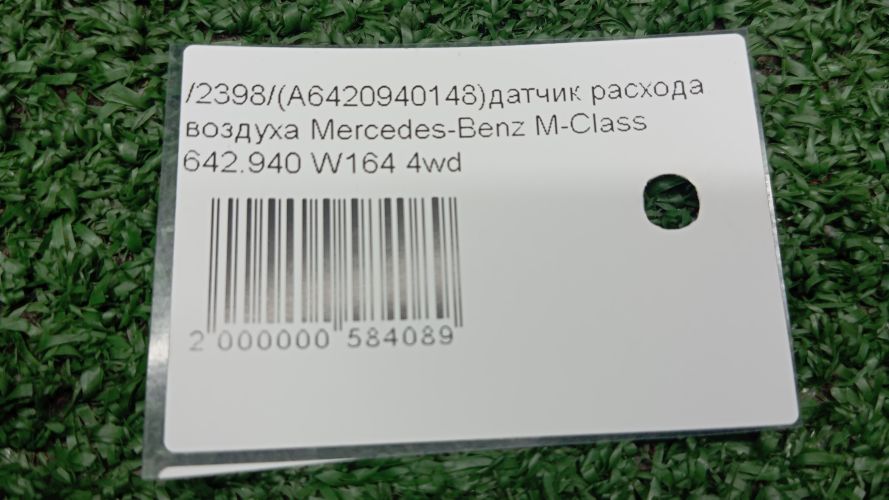 /2398/(A6420940148)датчик расхода
воздуха Mercedes-Benz M-Class
642.940 W164 4wd
2 000000 584089